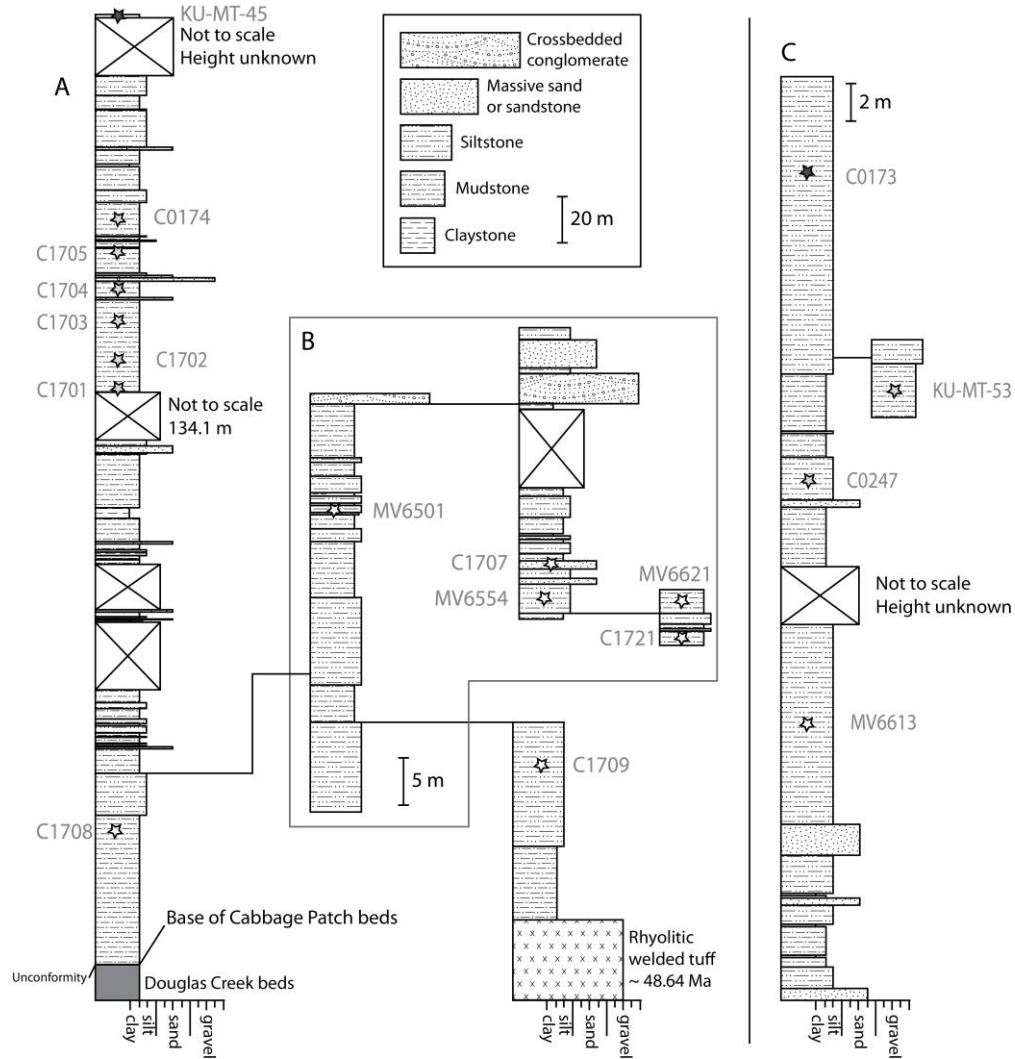 KU-MT-45
Not to scale
Height unknown
A
C0174
C1705
C1704
C1703
C1702
C1701
Not to scale
134.1 m
C1708
Base of Cabbage Patch beds
Unconformity
Douglas Creek beds
clay
silt
sand
gravel
Crossbedded
conglomerate
Massive sand
or sandstone
Siltstone
Mudstone
20 m
Claystone
B
MV6501
C1707
MV6554
MV6621
C1721
5 m
C1709
Rhyolitic
welded tuff
~ 48.64 Ma
clay
silt
sand
gravel
C
2 m
C0173
KU-MT-53
C0247
Not to scale
Height unknown
MV6613
clay
silt
sand
gravel